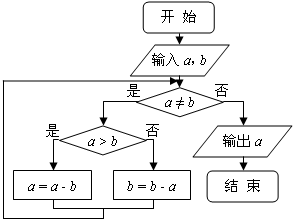 开 始
输入 a，b
是
否
a ≠ b
是
否
a > b
输出 a
a = a - b
b = b - a
结 束